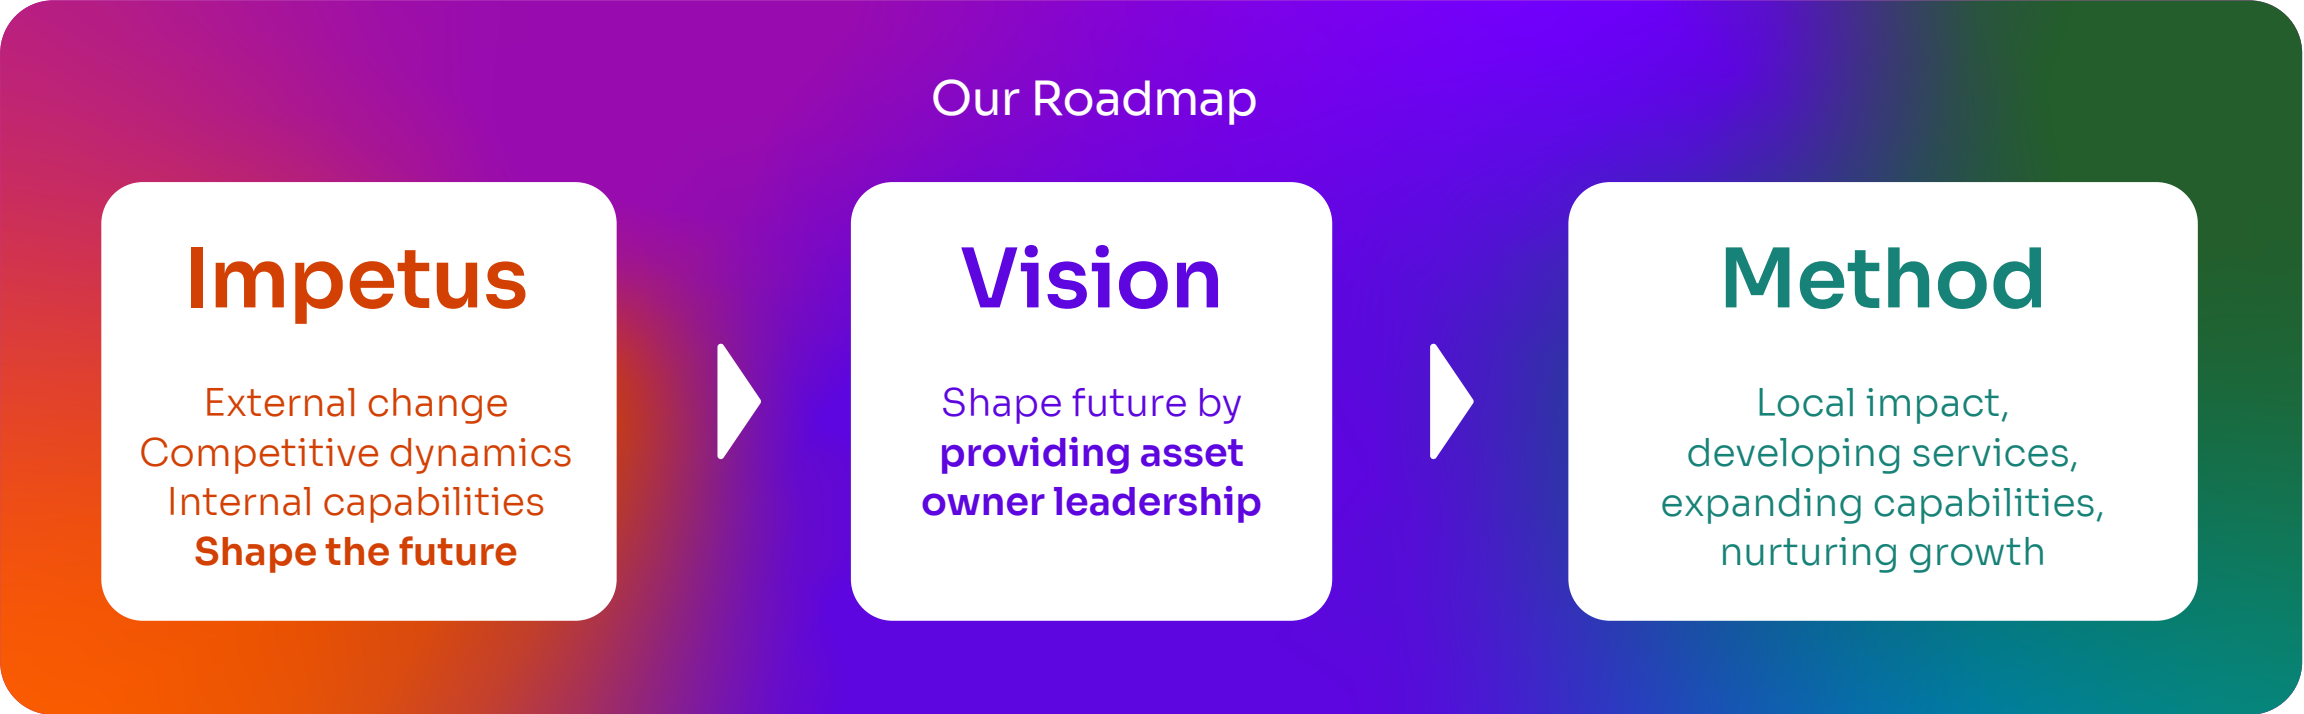 Our Roadmap
Impetus
External change
Competitive dynamics
Internal capabilities
Shape the future
Vision
Shape future by
providing asset
owner leadership
Method
Local impact,
developing services,
expanding capabilities,
nurturing growth